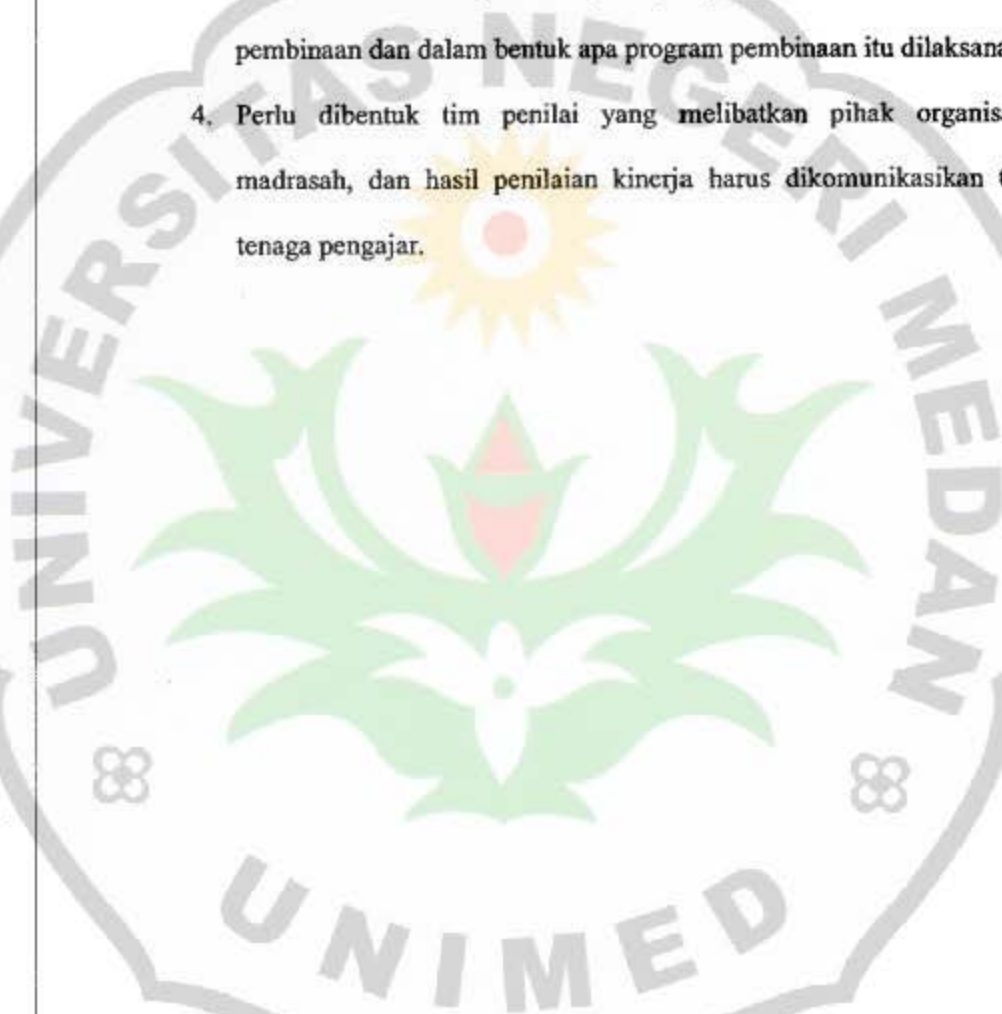 pembinaan dan dalam bentuk apa program pembinaan itu dilaksana
4. Perlu dibentuk tim penilai yang melibatkan pihak organis
madrasah, dan hasil penilaian kinerja harus dikomunikasikan
tenaga pengajar.
UNIVERSITAS NEGERI MEDAN
UNIMED